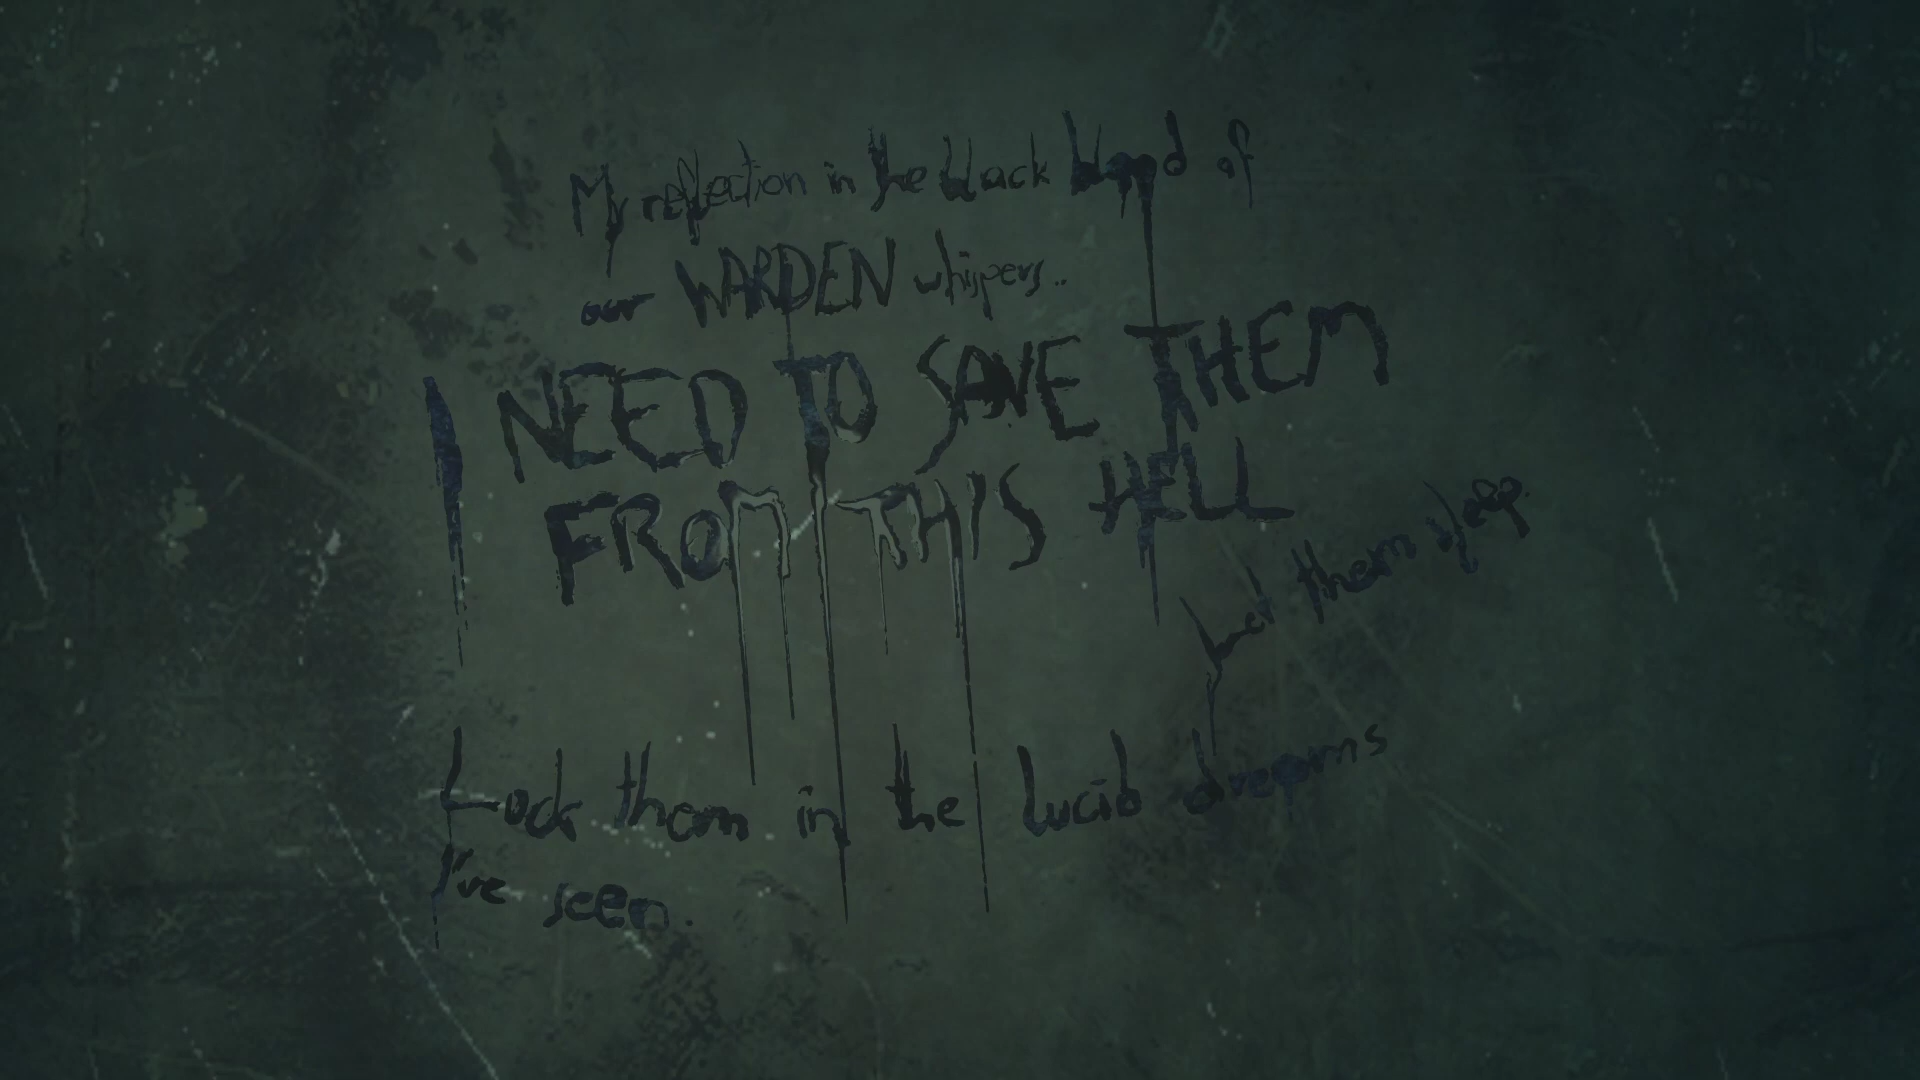 My reflection in the black blood of
our WARDEN whispers..
I NEED TO SAVE THEM
FROM THIS HELL
Let them sleep.
Lock them in the lucid dreams
I've seen.